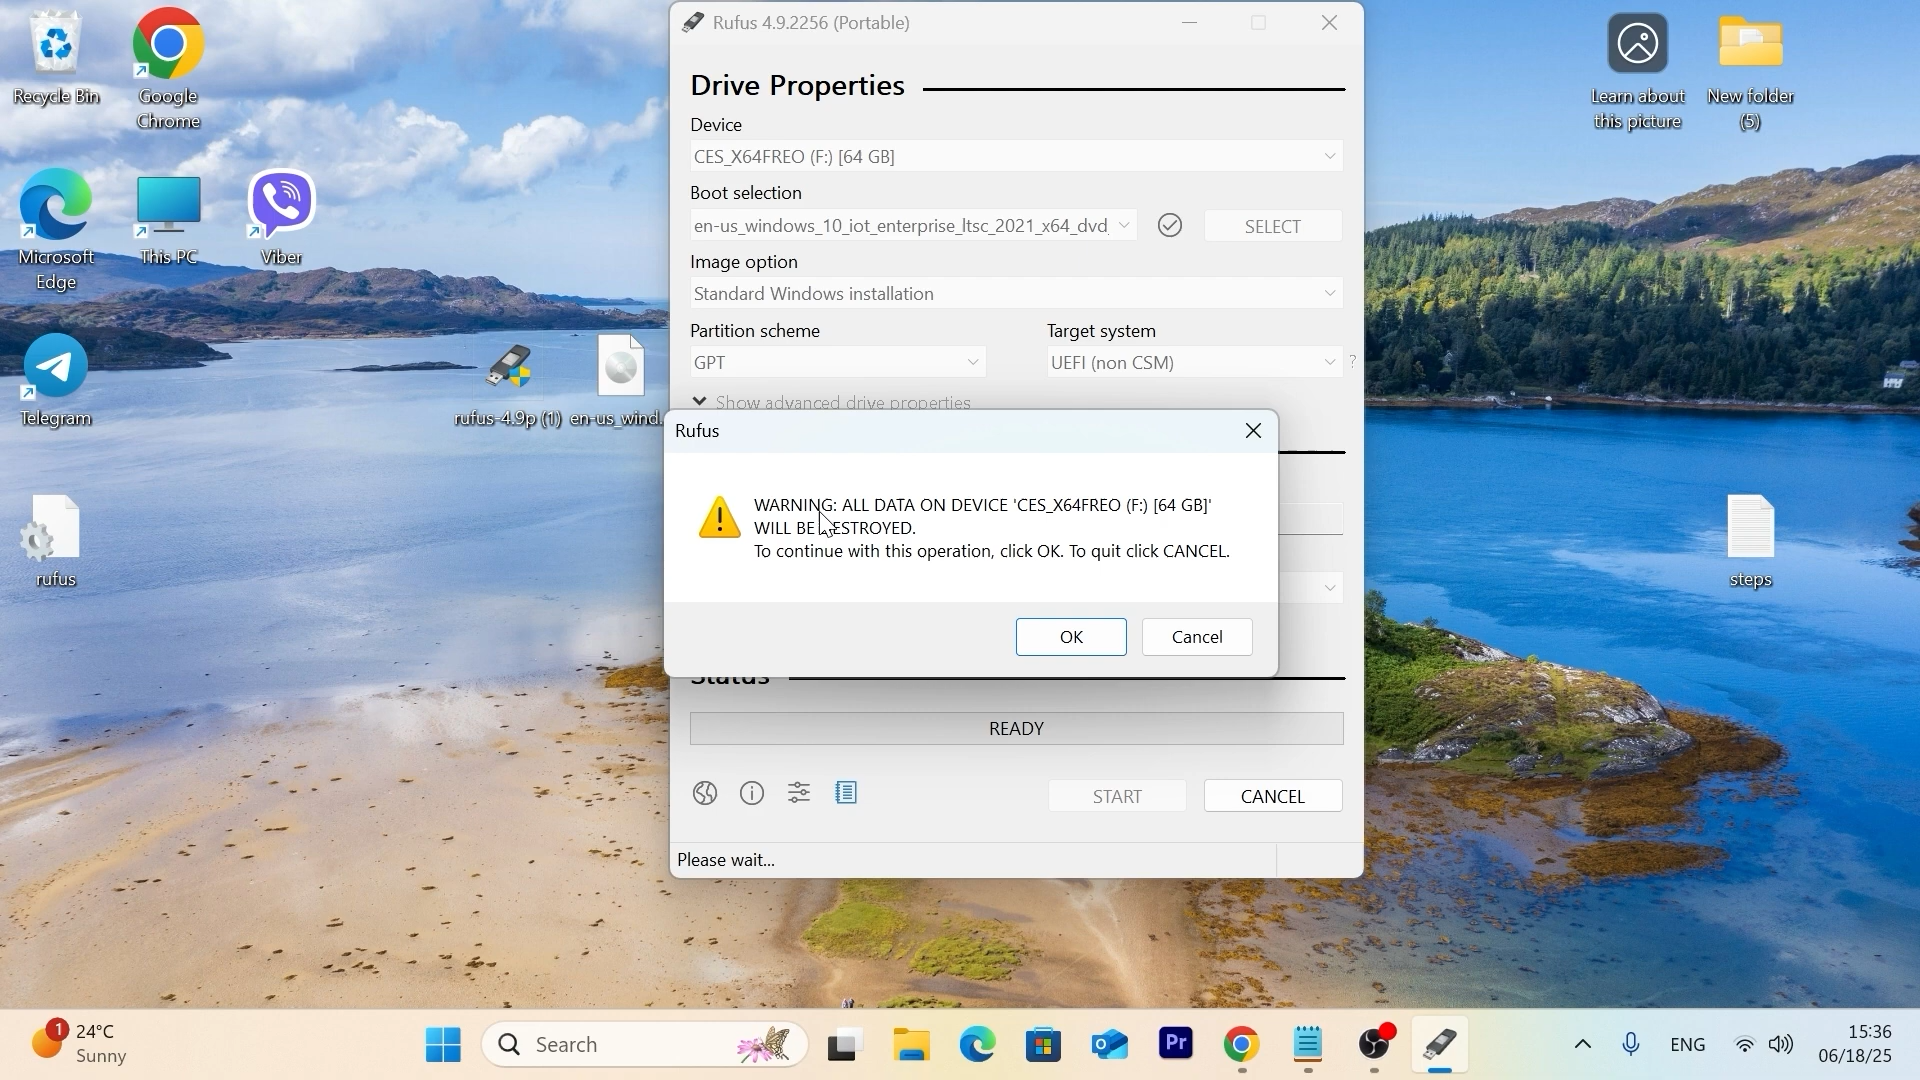 Recycle Bin
Google
Chrome
Microsoft
Edge
This PC
Viber
Telegram
rufus-4.9p (1)
en-us_wind...
rufus
Learn about
this picture
New folder
(5)
steps
Rufus 4.9.2256 (Portable)
Drive Properties
Device
CES_X64FREO (F:) [64 GB]
Boot selection
en-us_windows_10_iot_enterprise_ltsc_2021_x64_dvd_
SELECT
Image option
Standard Windows installation
Partition scheme
Target system
GPT
UEFI (non CSM)
?
Show advanced drive properties
Rufus
WARNING: ALL DATA ON DEVICE 'CES_X64FREO (F:) [64 GB]'
WILL BE DESTROYED.
To continue with this operation, click OK. To quit click CANCEL.
OK
Cancel
Status
READY
START
CANCEL
Please wait...
1
24°C
Sunny
Search
Pr
ENG
15:36
06/18/25